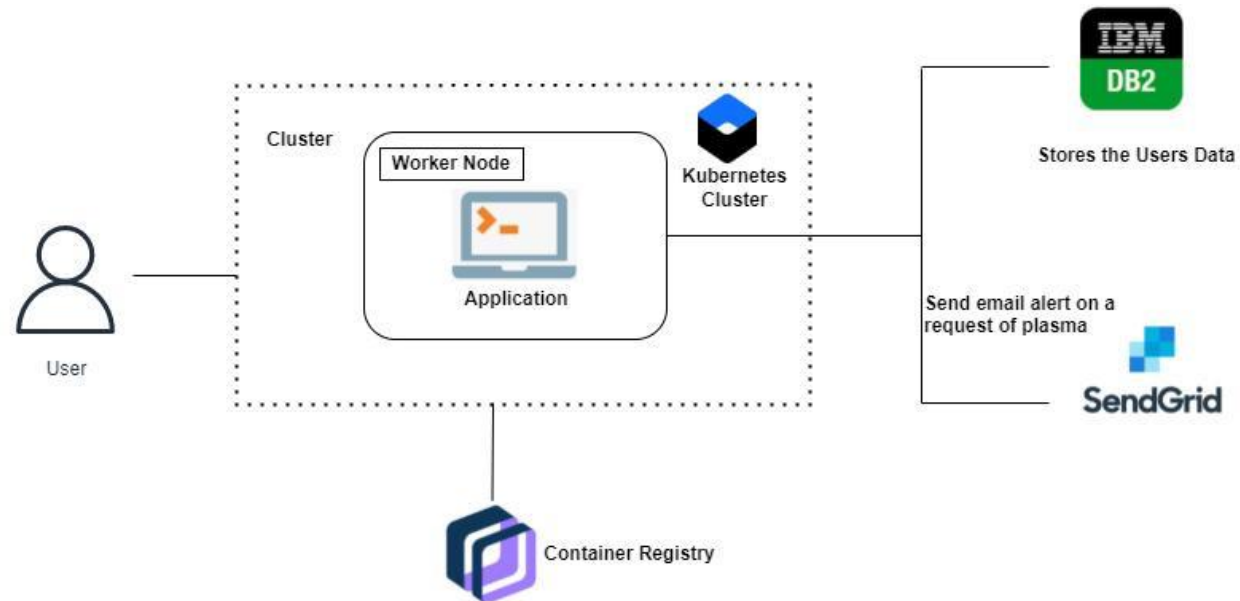 IBM
DB2
Stores the Users Data
Cluster
Worker Node
Kubernetes
Cluster
Application
User
Send email alert on a
request of plasma
SendGrid
Container Registry